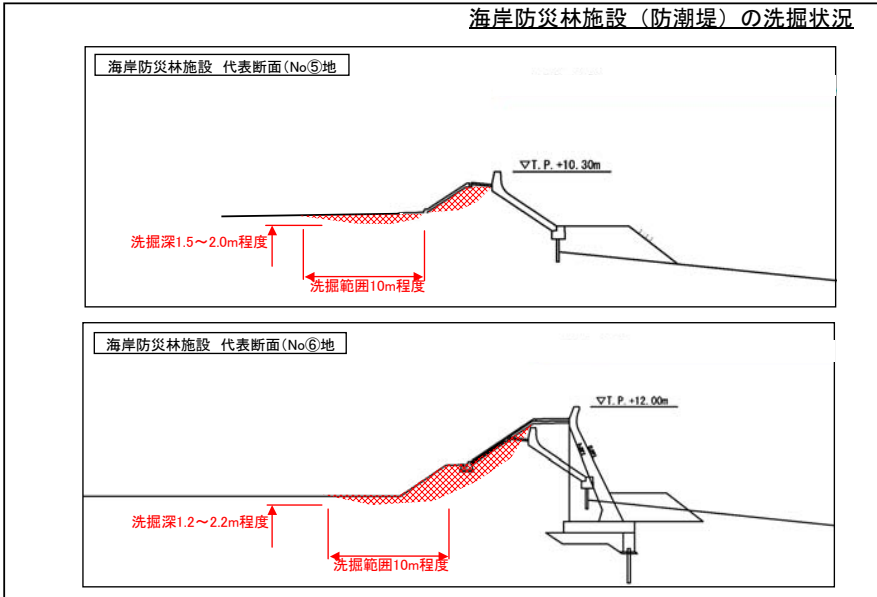 海岸防災林施設（防潮堤）の洗掘状況
海岸防災林施設 代表断面(No⑤地
▽T.P.+10.30m
洗掘深1.5～2.0m程度
洗掘範囲10m程度
海岸防災林施設 代表断面(No⑥地
▽T.P.+12.00m
洗掘深1.2～2.2m程度
洗掘範囲10m程度